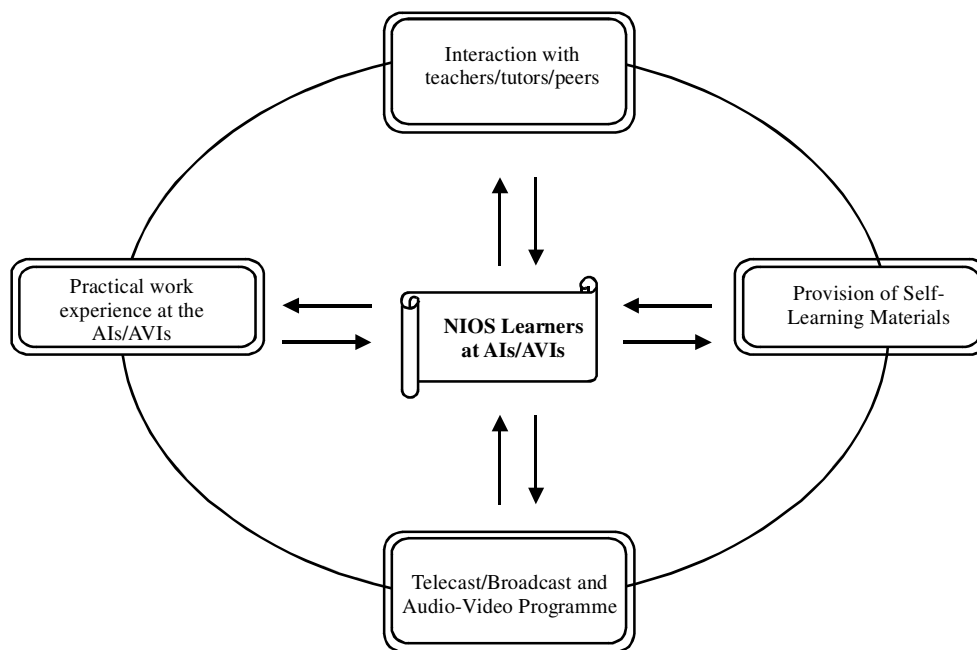 Interaction with
teachers/tutors/peers
Practical work
experience at the
AIs/AVIs
NIOS Learners
at AIs/AVIs
Provision of Self-
Learning Materials
Telecast/Broadcast and
Audio-Video Programme